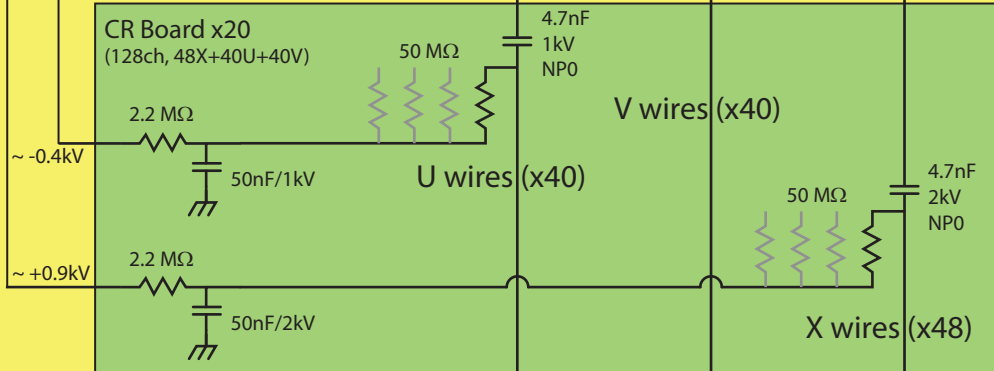 CR Board x20
(128ch, 48X+40U+40V)
4.7nF
1kV
NP0
50 MΩ
2.2 MΩ
V wires (x40)
~ -0.4kV
50nF/1kV
U wires (x40)
4.7nF
2kV
NP0
50 MΩ
2.2 MΩ
~ +0.9kV
50nF/2kV
X wires (x48)